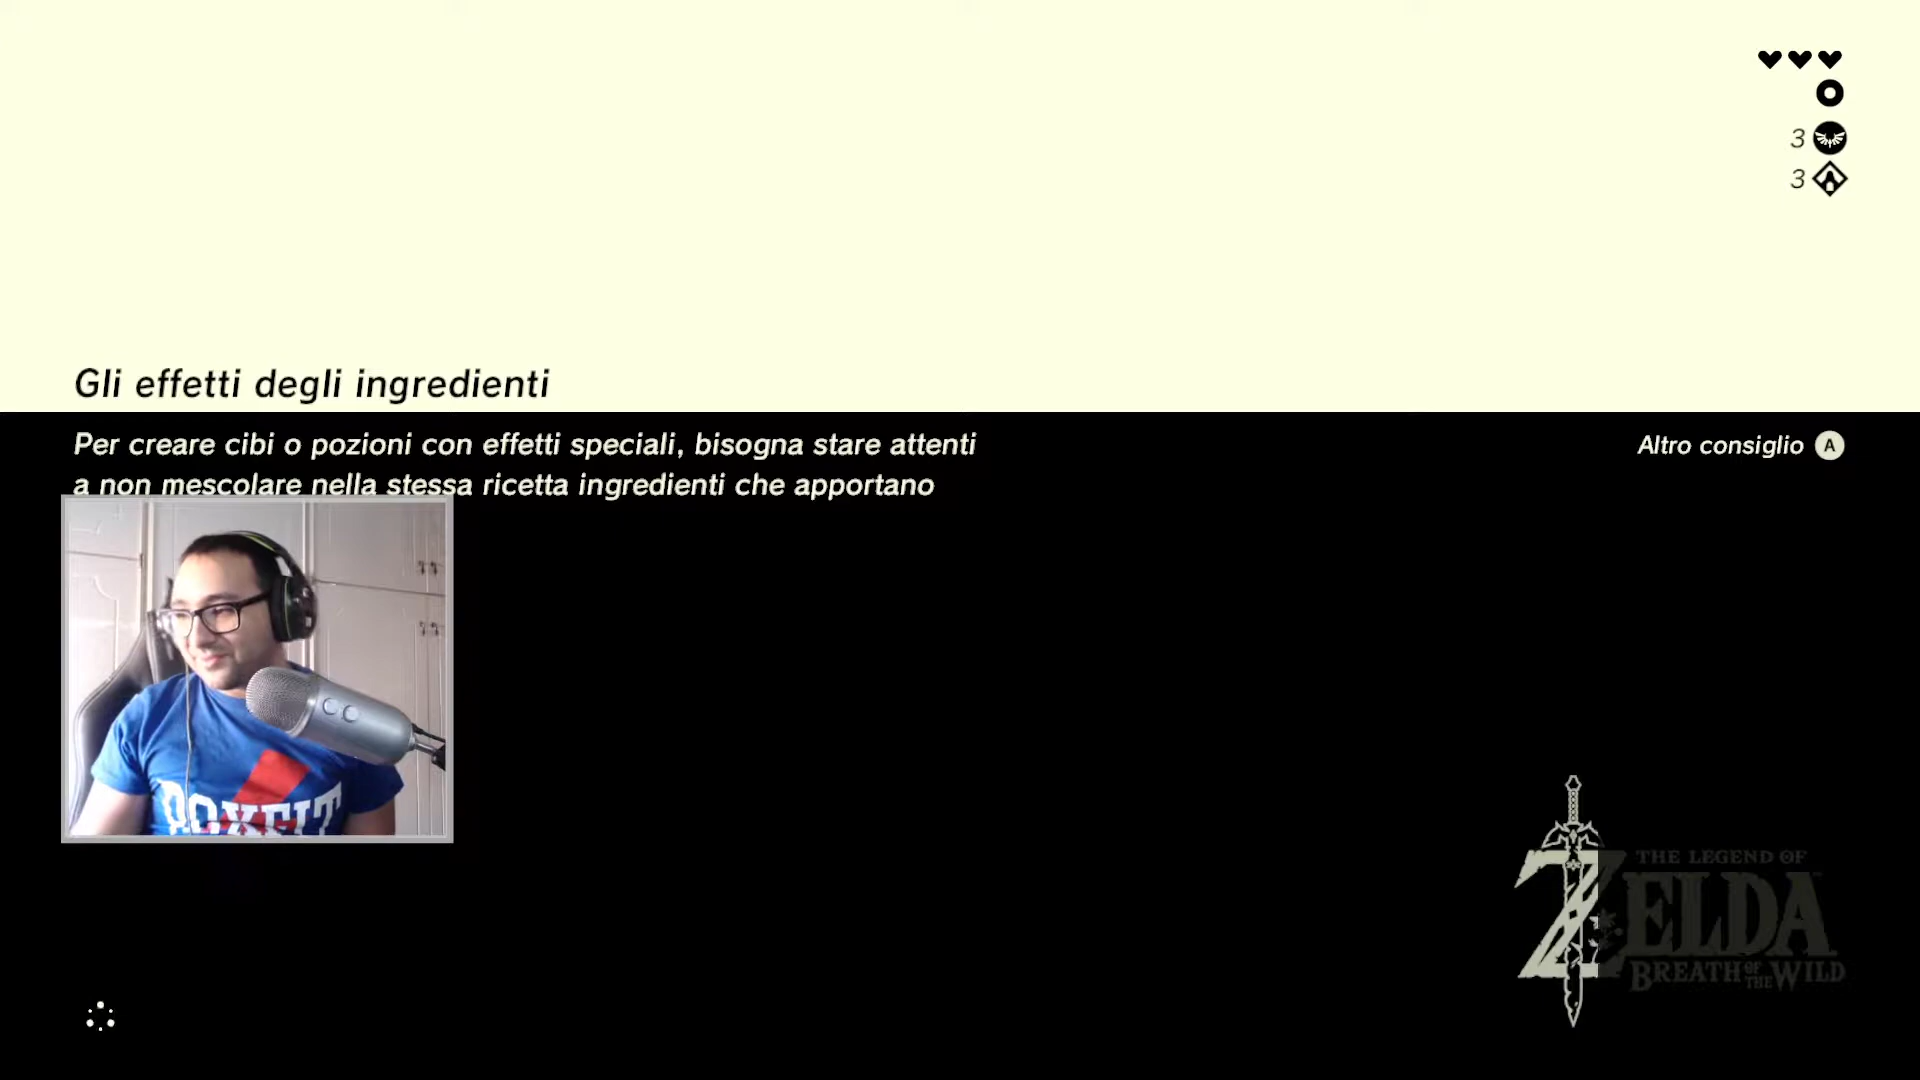 3
3
Gli effetti degli ingredienti
Per creare cibi o pozioni con effetti speciali, bisogna stare attenti
a non mescolare nella stessa ricetta ingredienti che apportano
Altro consiglio A
BOXFIT
THE LEGEND OF
ZELDA
BREATH OF THE WILD